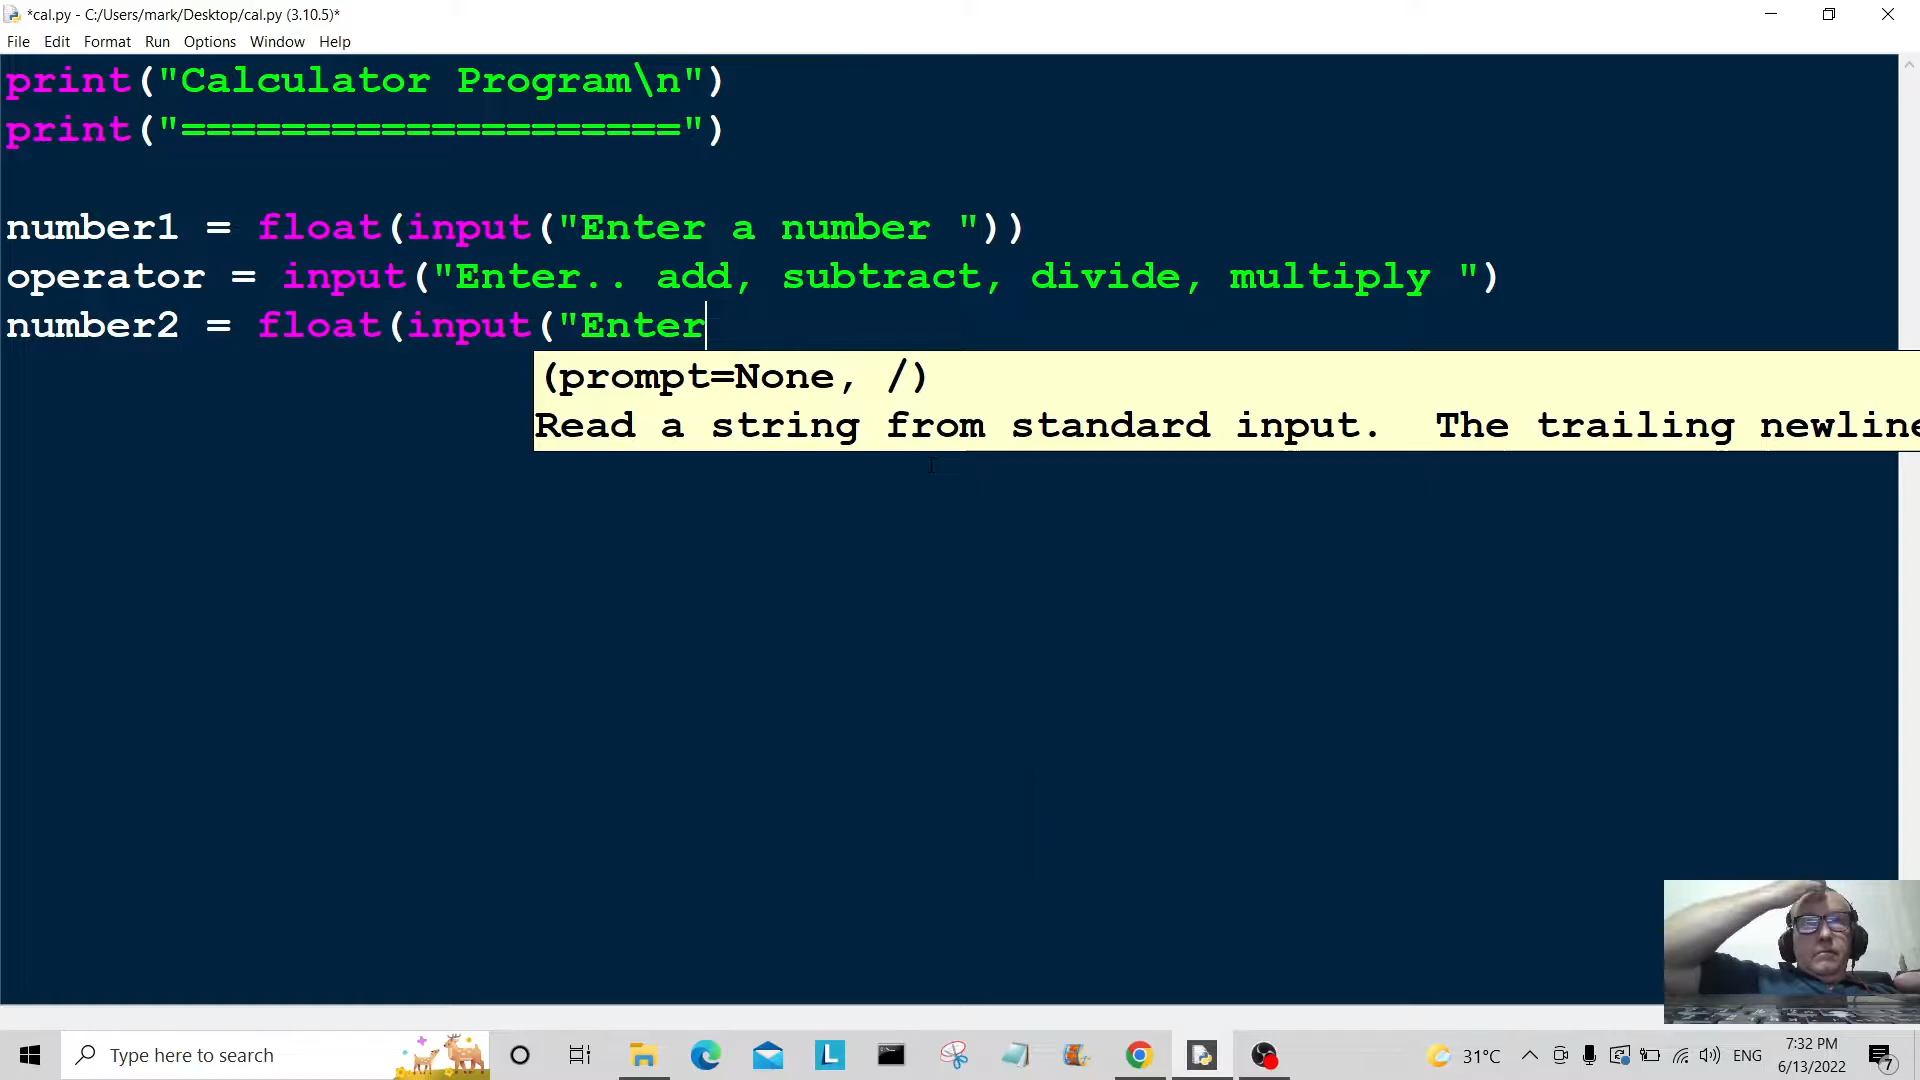 *cal.py - C:/Users/mark/Desktop/cal.py (3.10.5)*
File Edit Format Run Options Window Help
print("Calculator Program\n")
print("====================")
number1 = float(input("Enter a number "))
operator = input("Enter.. add, subtract, divide, multiply ")
number2 = float(input("Enter
(prompt=None, /)
Read a string from standard input.  The trailing newline
Type here to search
L
31°C
ENG
7:32 PM
6/13/2022
7